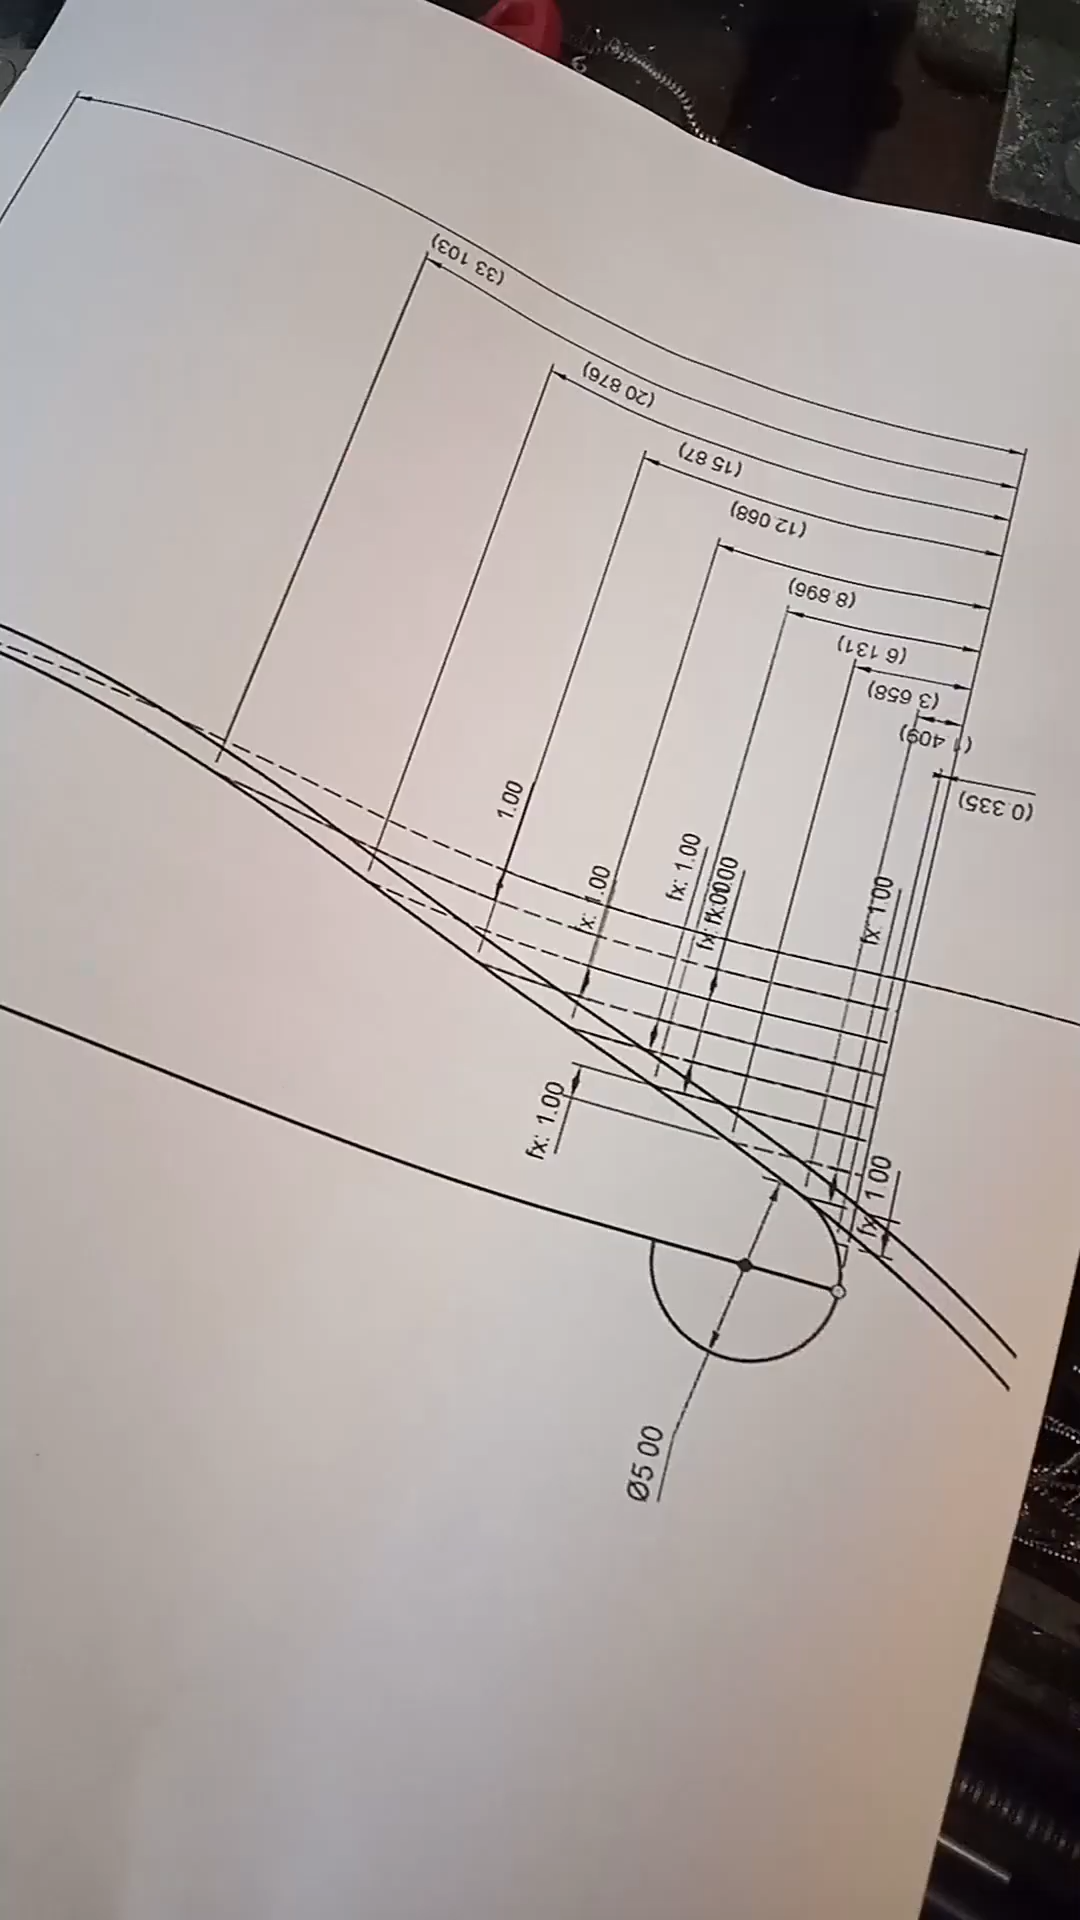 (33 103)
(20 876)
(15 87)
(12 068)
(8.896)
(6 131)
(3 658)
(1 409)
(0.335)
1.00
fx: 1.00
fx: 1.00
fx: 1.00
fx: 1.00
fx: 1.00
Ø5 00